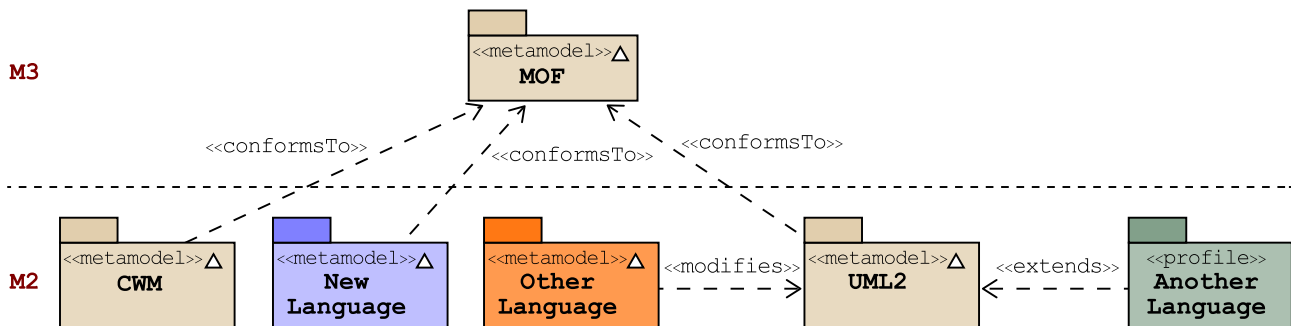 <<metamodel>>
MOF
M3
<<conformsTo>>
<<conformsTo>>
<<conformsTo>>
M2
<<metamodel>>
CWM
<<metamodel>>
New
Language
<<metamodel>>
Other
Language
<<modifies>>
<<metamodel>>
UML2
<<extends>>
<<profile>>
Another
Language